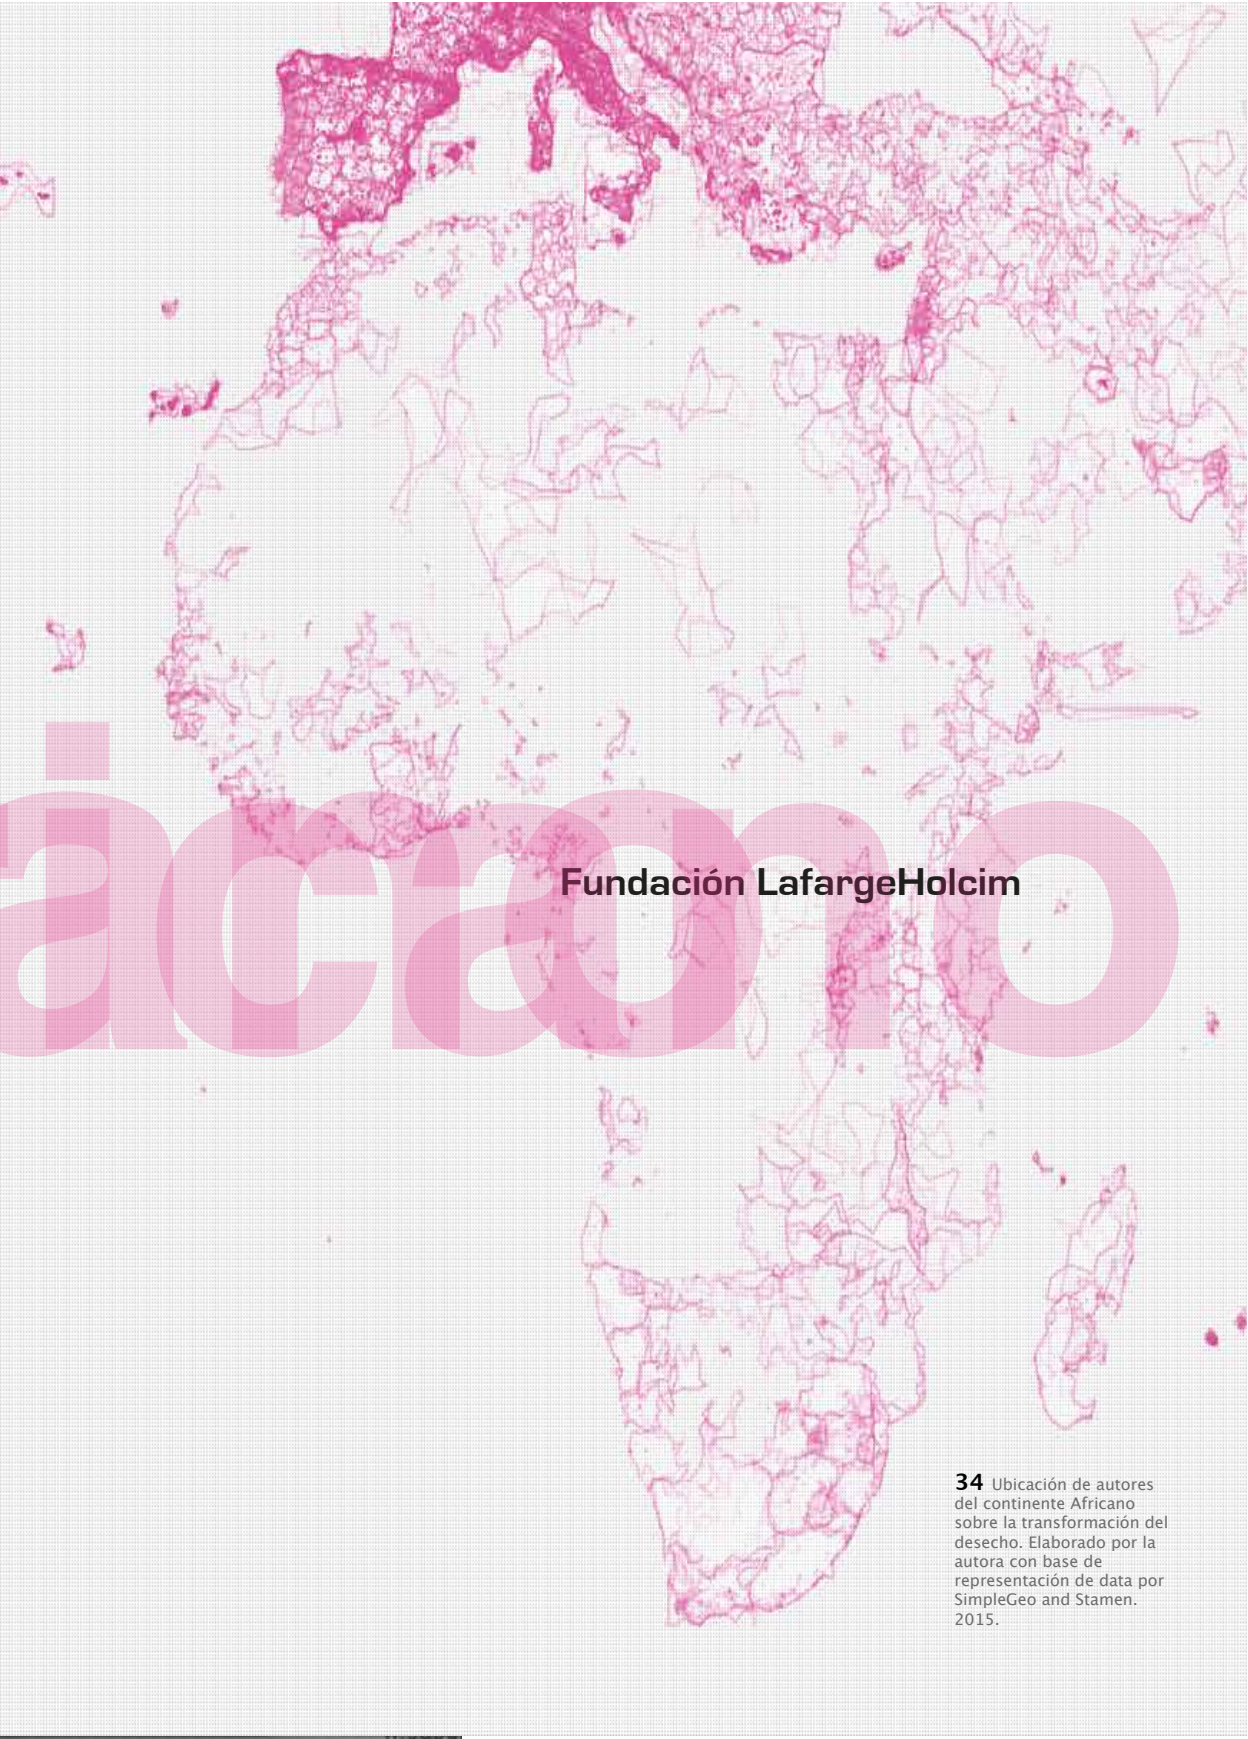 Fundación LafargeHolcim
34 Ubicación de autores
del continente Africano
sobre la transformación del
desecho. Elaborado por la
autora con base de
representación de data por
SimpleGeo and Stamen.
2015.